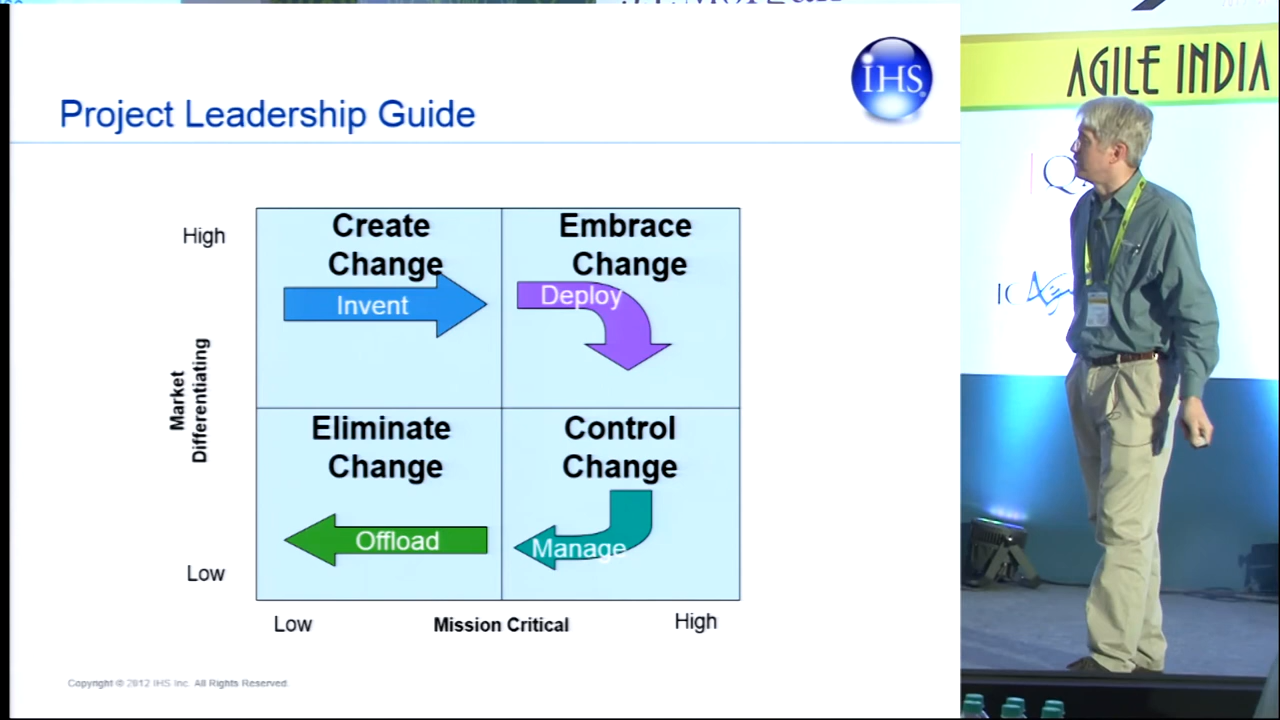 IHS
Project Leadership Guide
AGILE INDIA
High
Create
Change
Invent
Embrace
Change
Deploy
Market
Differentiating
Eliminate
Change
Offload
Control
Change
Manage
Low
Low
Mission Critical
High
Copyright © 2012 IHS Inc. All Rights Reserved.